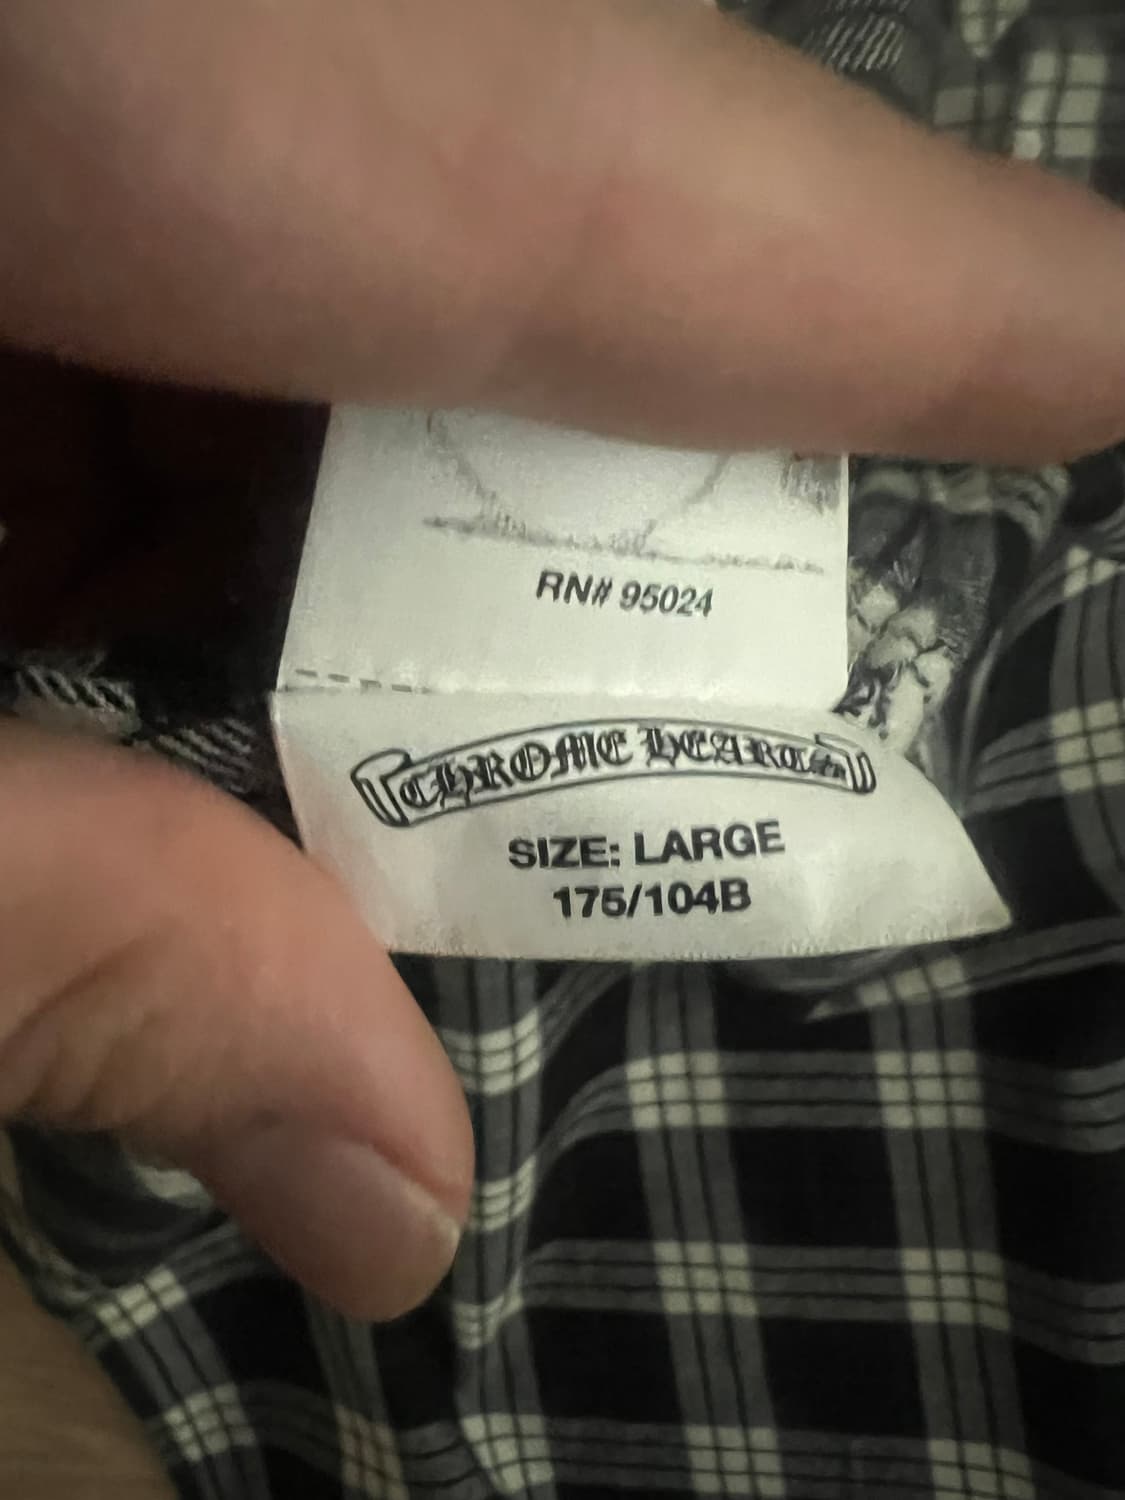 RN# 95024
CHROME HEARTS
SIZE: LARGE
175/104B